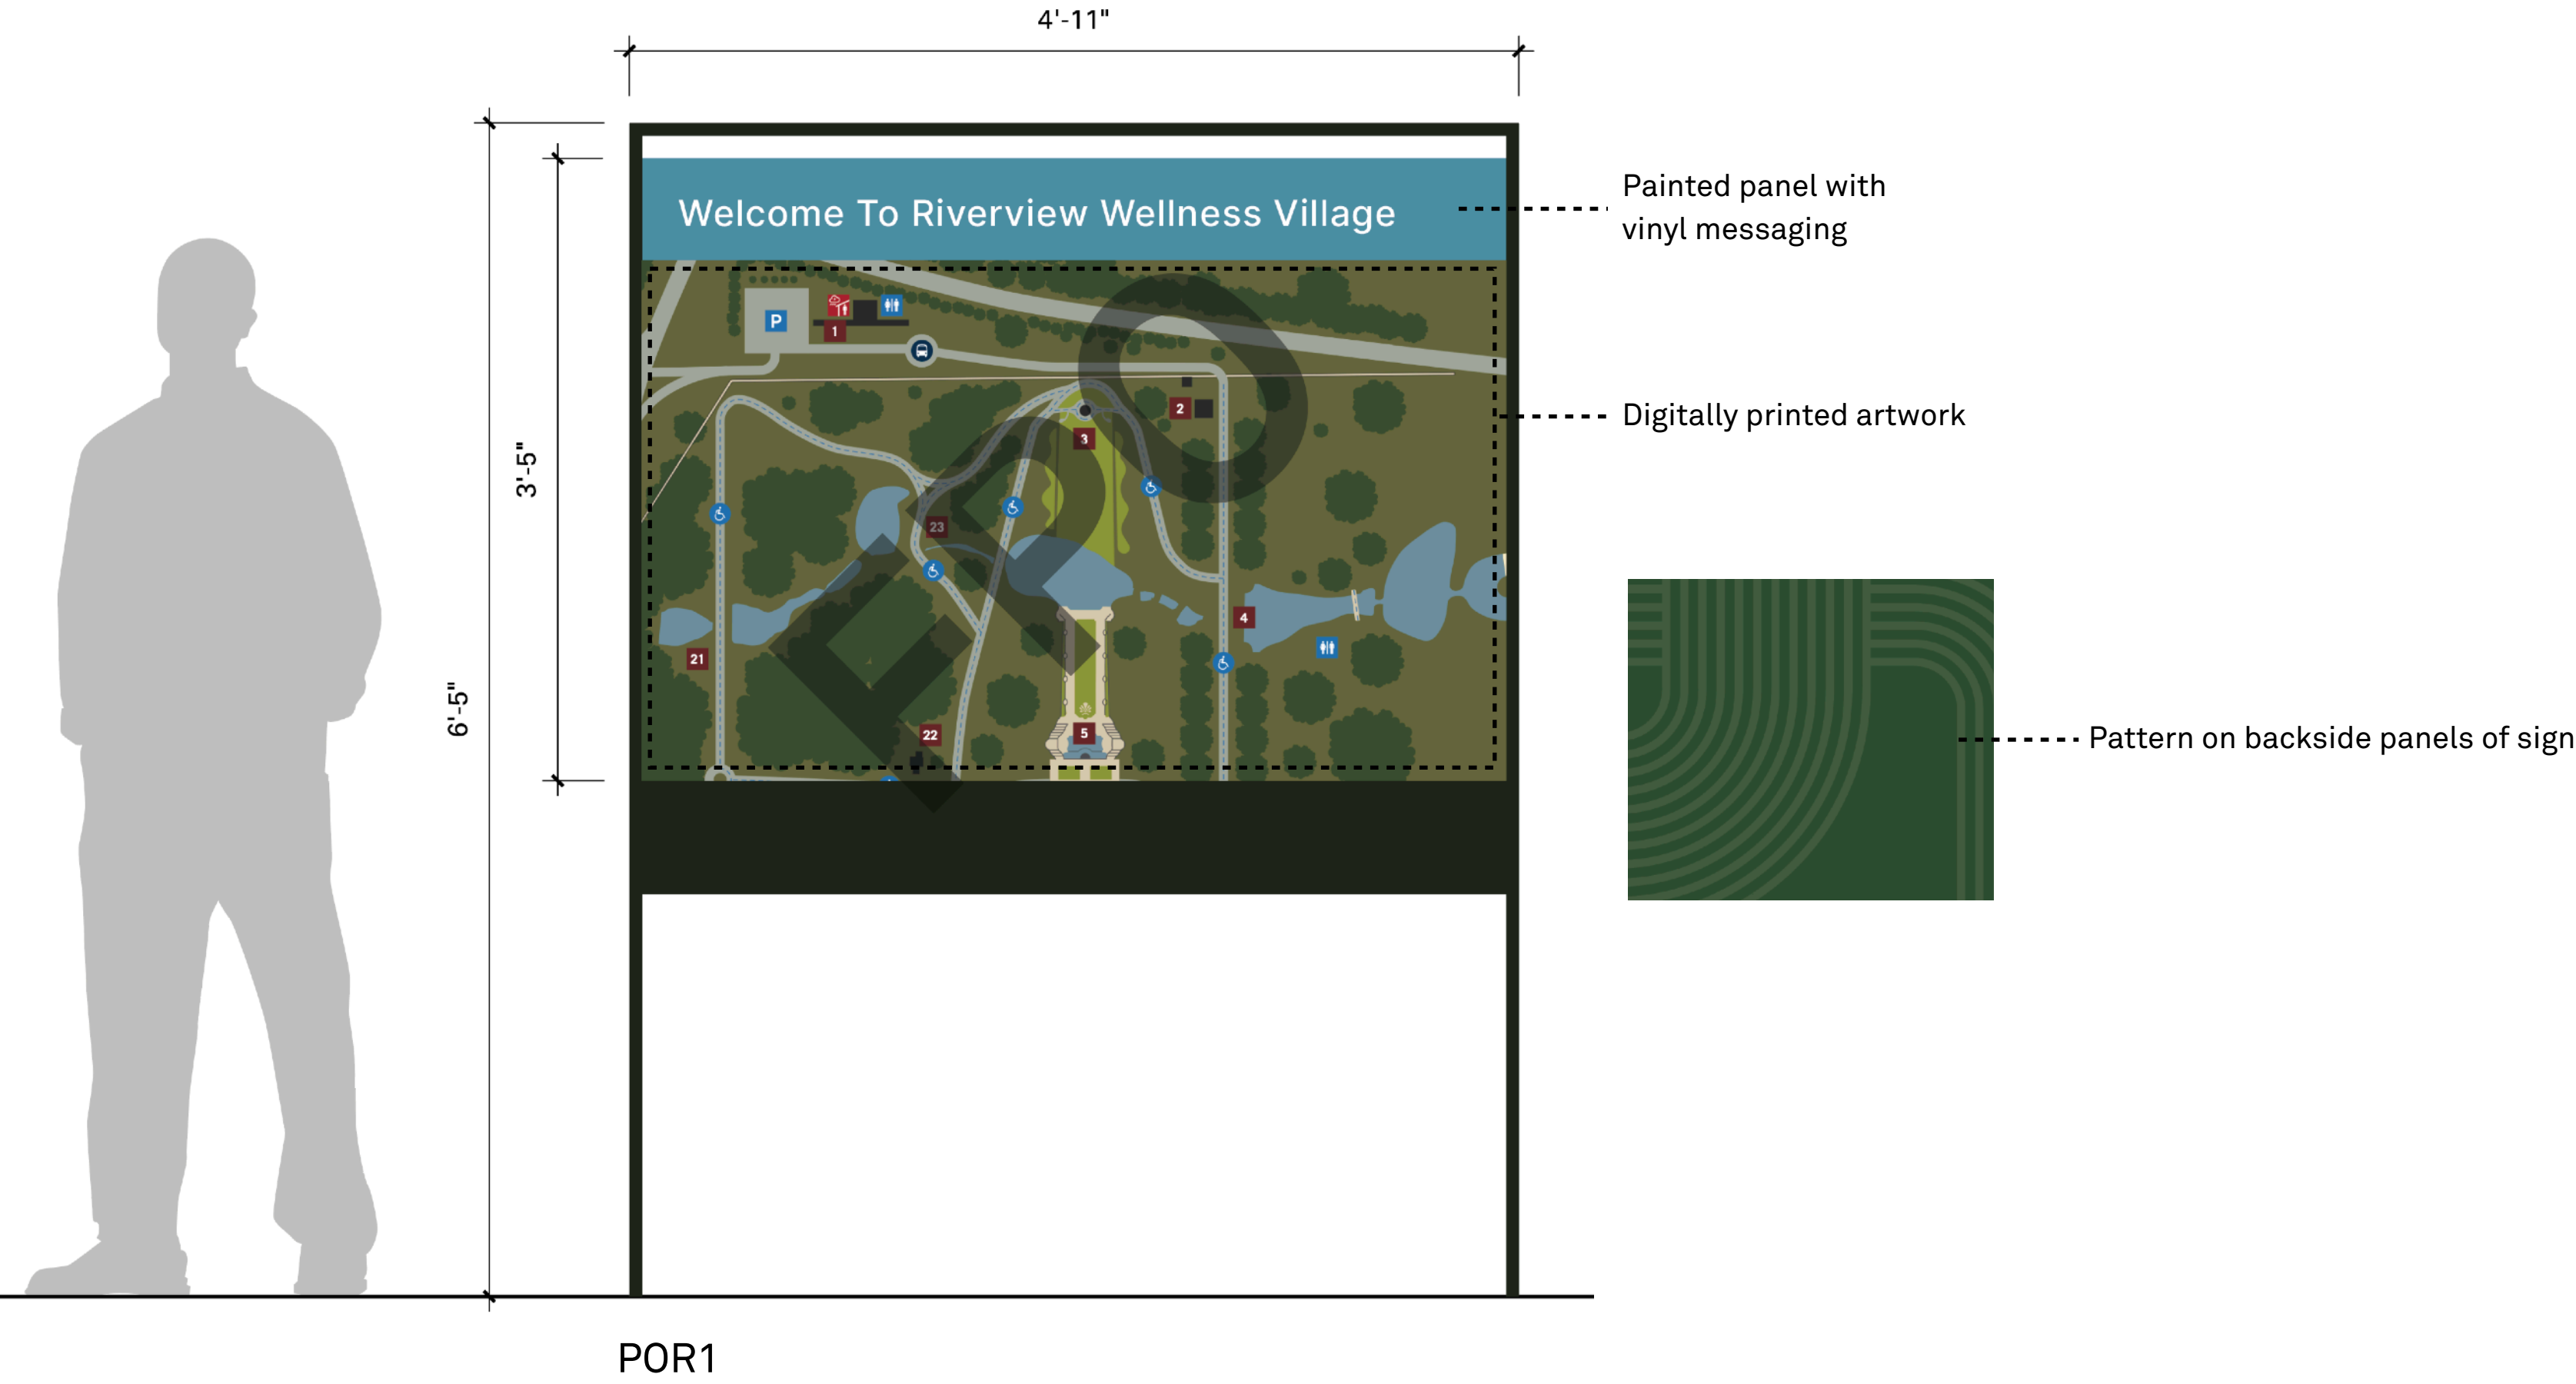 4'-11"
Welcome To Riverview Wellness Village
Painted panel with
vinyl messaging
P
1
Digitally printed artwork
2
3
3'-5"
23
FPO
4
21
6'-5"
22
5
Pattern on backside panels of sign
POR1